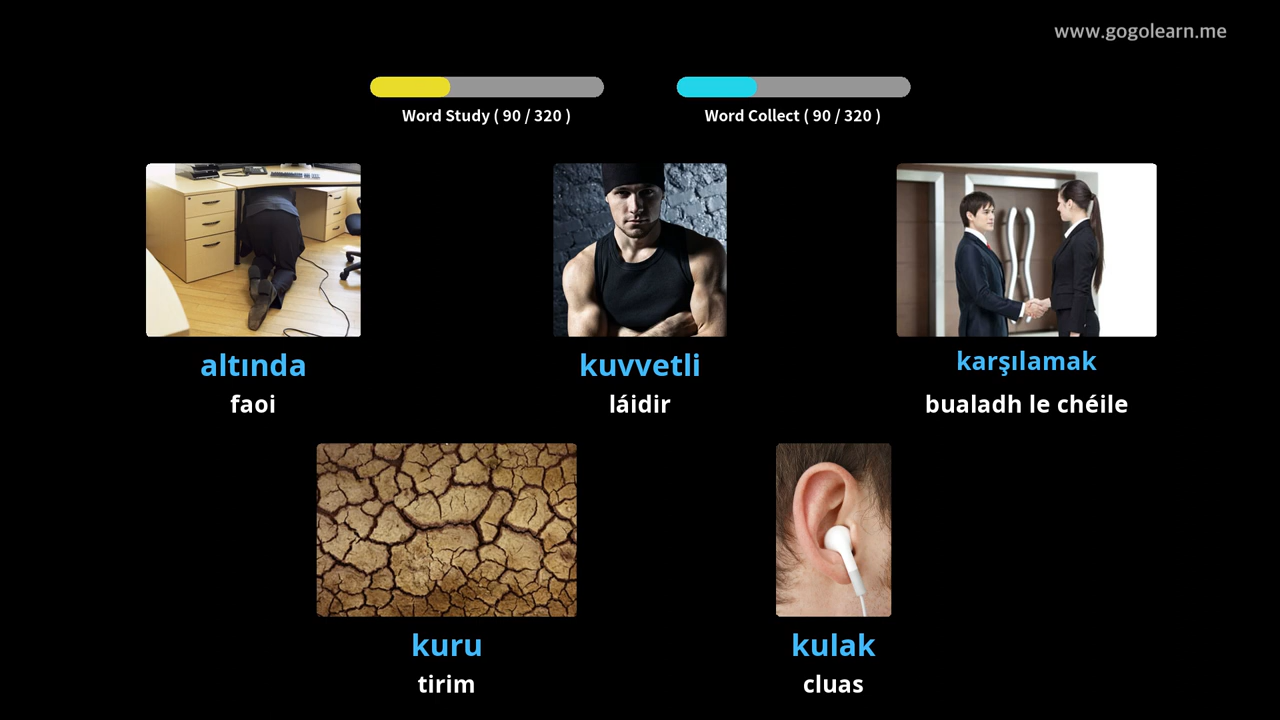 www.gogolearn.me
Word Study ( 90 / 320 )
Word Collect ( 90 / 320 )
altında
faoi
kuvvetli
láidir
karşılamak
bualadh le chéile
kuru
tirim
kulak
cluas